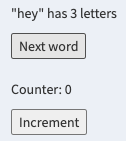 "hey" has 3 letters
Next word
Counter: 0
Increment